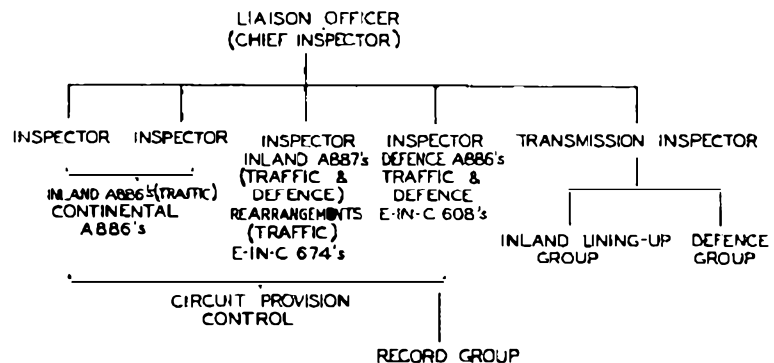 LIAISON OFFICER
(CHIEF INSPECTOR)
INSPECTOR
INSPECTOR
INLAND A886's (TRAFFIC)
CONTINENTAL
A886's
INSPECTOR
INLAND A887's
(TRAFFIC &
DEFENCE)
REARRANGEMENTS
(TRAFFIC)
E-IN-C 674's
INSPECTOR
DEFENCE A886's
TRAFFIC &
DEFENCE
E-IN-C 608's
TRANSMISSION INSPECTOR
INLAND LINING-UP
GROUP
DEFENCE
GROUP
CIRCUIT PROVISION
CONTROL
RECORD GROUP